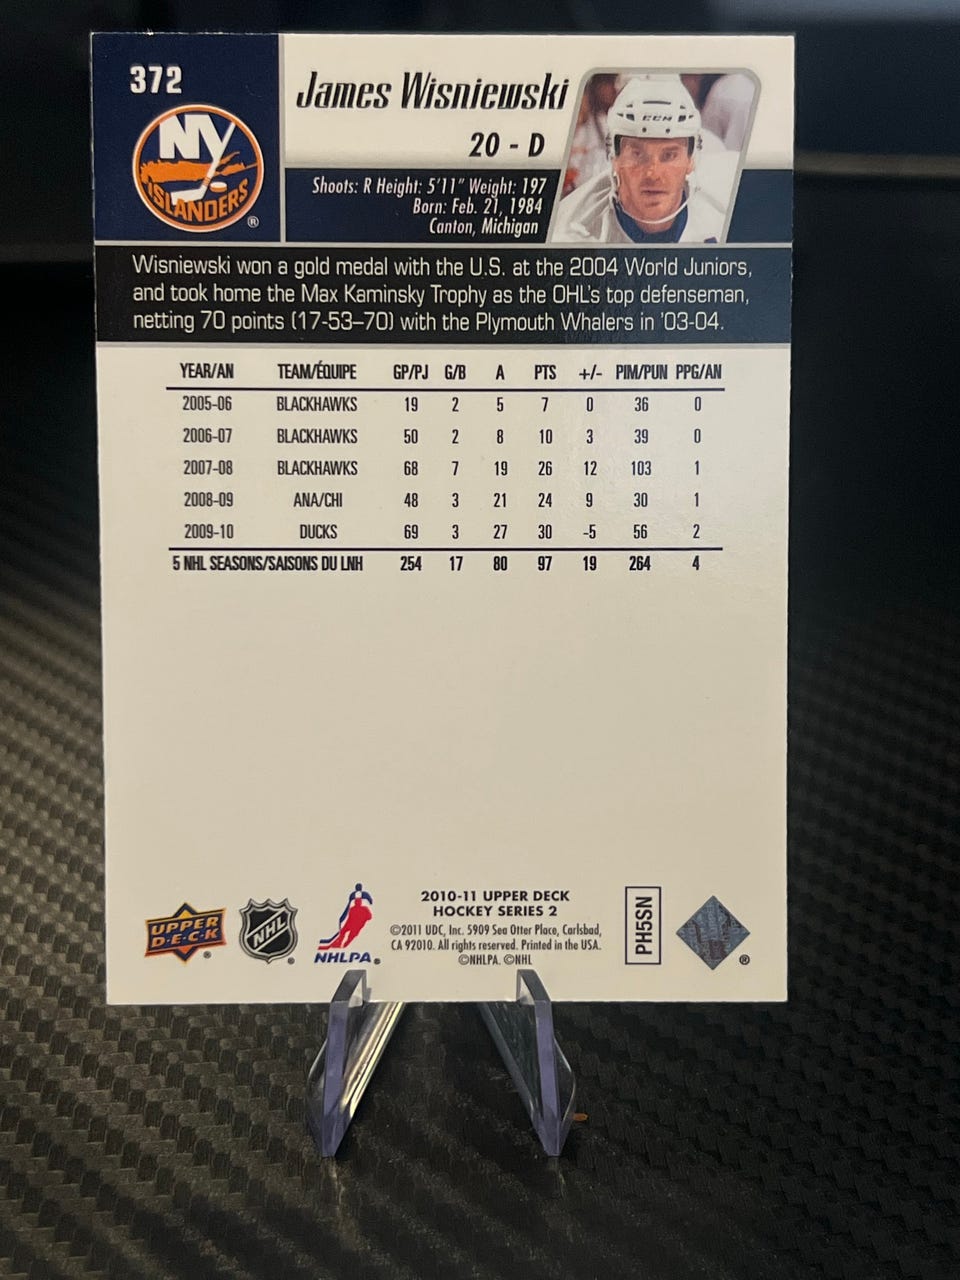 372
NY
ISLANDERS
®
James Wisniewski
20 - D
Shoots: R Height: 5'11" Weight: 197
Born: Feb. 21, 1984
Canton, Michigan
CCM
Wisniewski won a gold medal with the U.S. at the 2004 World Juniors,
and took home the Max Kaminsky Trophy as the OHL's top defenseman,
netting 70 points (17-53–70) with the Plymouth Whalers in '03-04.
YEAR/AN TEAM/ÉQUIPE GP/PJ G/B A PTS +/- PIM/PUN PPG/AN
2005-06 BLACKHAWKS 19 2 5 7 0 36 0
2006-07 BLACKHAWKS 50 2 8 10 3 39 0
2007-08 BLACKHAWKS 68 7 19 26 12 103 1
2008-09 ANA/CHI 48 3 21 24 9 30 1
2009-10 DUCKS 69 3 27 30 -5 56 2
5 NHL SEASONS/SAISONS DU LNH 254 17 80 97 19 264 4
UPPER
D·E·C·K ®
NHL ®
NHLPA ®
2010-11 UPPER DECK
HOCKEY SERIES 2
©2011 UDC, Inc. 5909 Sea Otter Place, Carlsbad,
CA 92010. All rights reserved. Printed in the USA.
©NHLPA. ©NHL
PH5SN
®